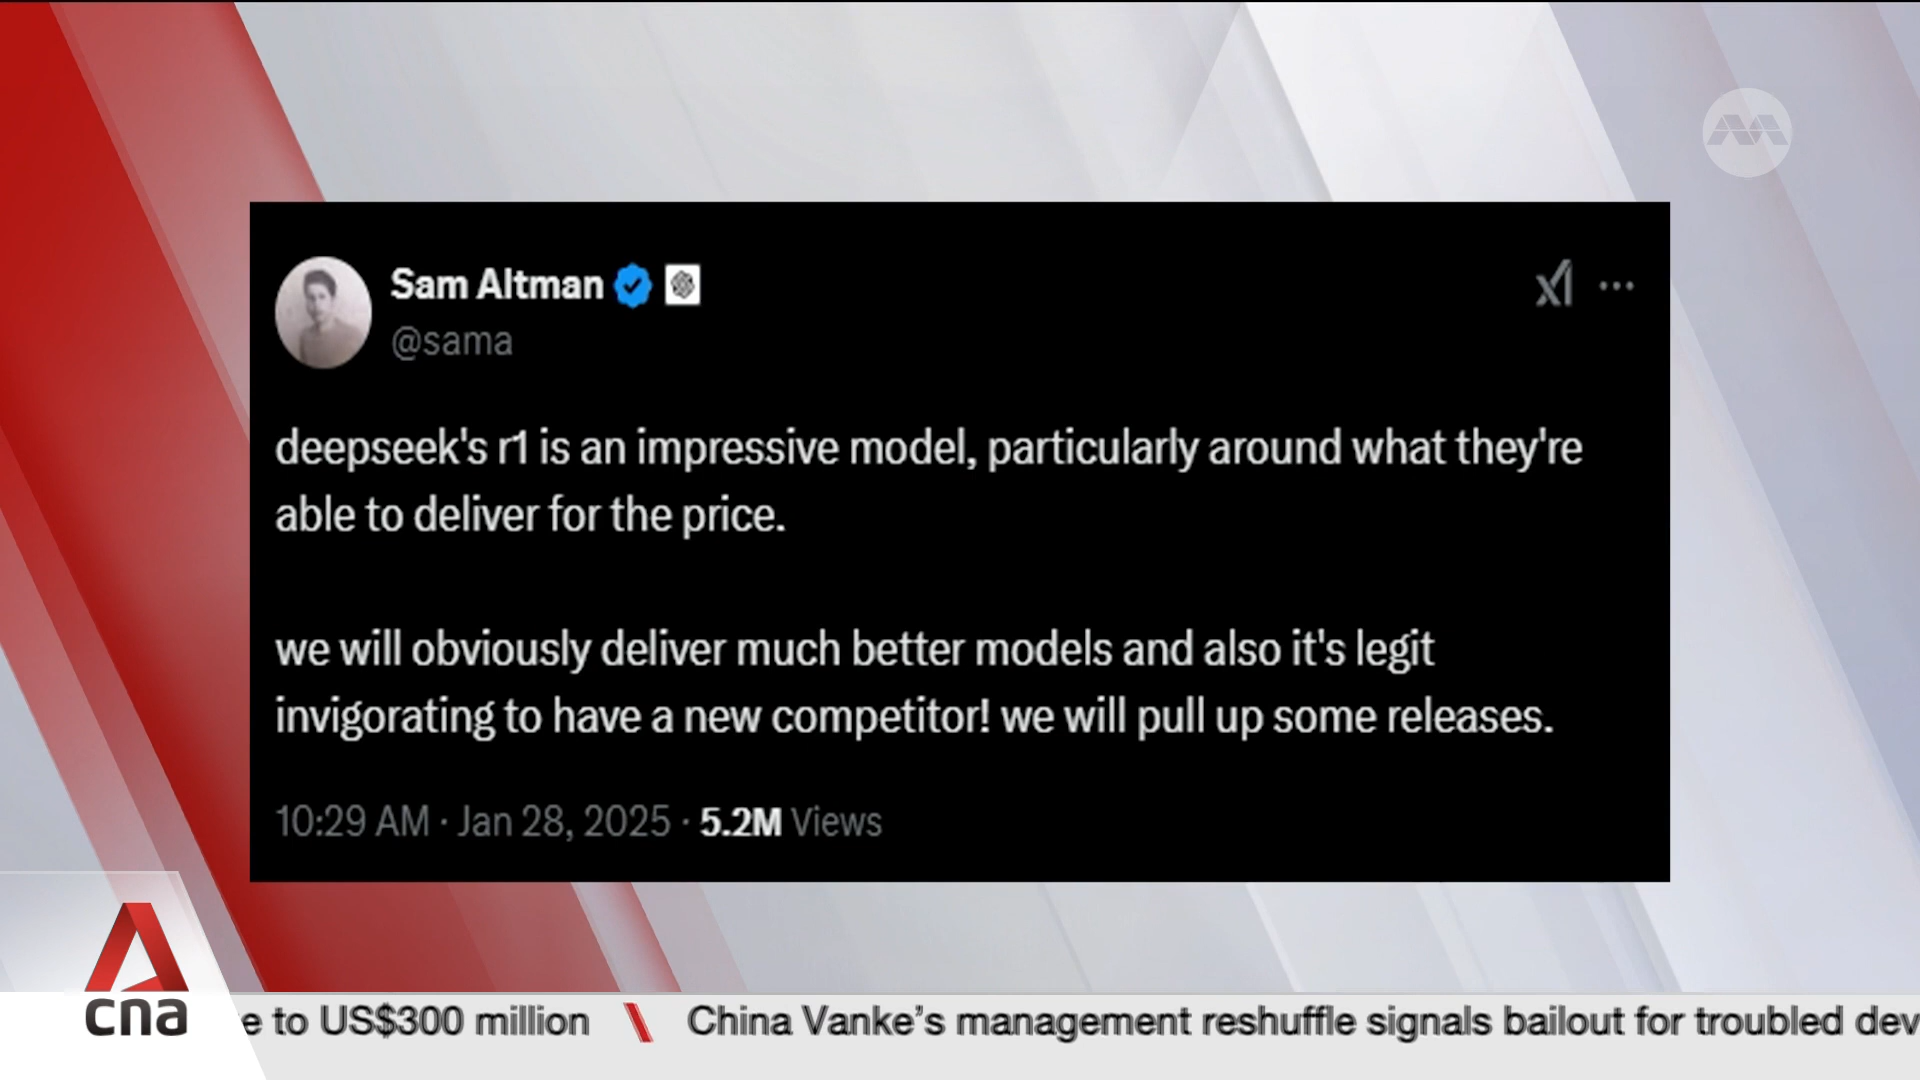 Sam Altman
@sama
deepseek's r1 is an impressive model, particularly around what they're
able to deliver for the price.
we will obviously deliver much better models and also it's legit
invigorating to have a new competitor! we will pull up some releases.
10:29 AM · Jan 28, 2025 · 5.2M Views
cna
e to US$300 million
China Vanke’s management reshuffle signals bailout for troubled dev